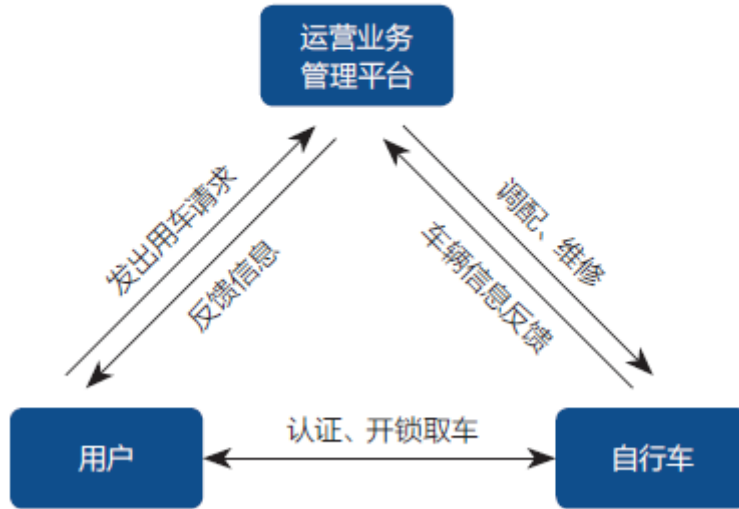 运营业务
管理平台
发出用车请求
反馈信息
调配、维修
车辆信息反馈
用户
认证、开锁取车
自行车